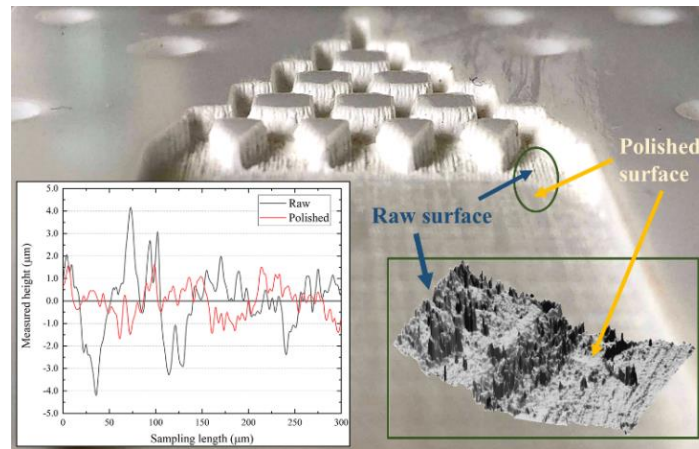 Polished
surface
Raw surface
Raw
Polished
Measured height (μm)
5.0
4.0
3.0
2.0
1.0
0.0
-1.0
-2.0
-3.0
-4.0
-5.0
0 50 100 150 200 250 300
Sampling length (μm)